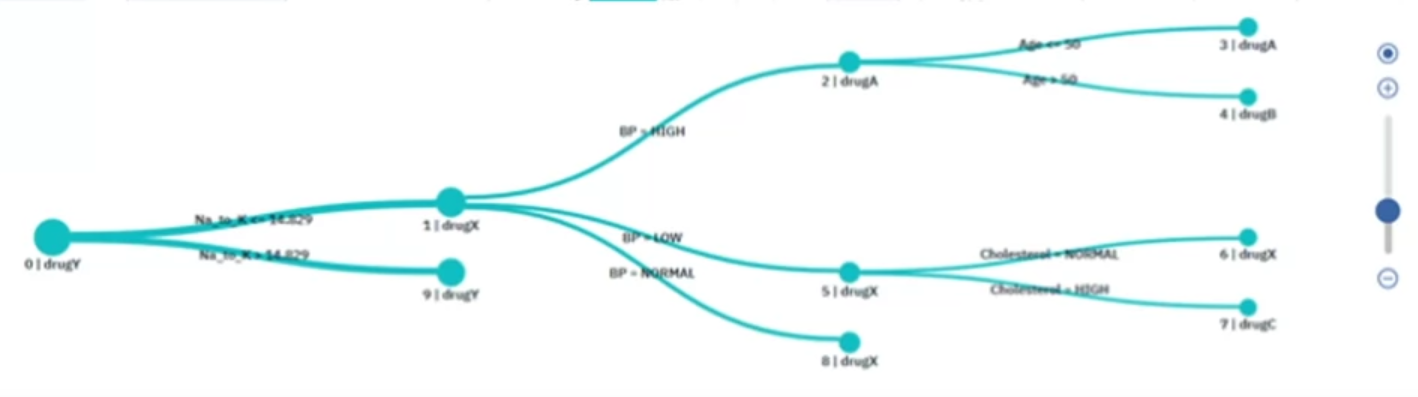 Age <= 50
3 | drugA
2 | drugA
Age > 50
4 | drugB
BP = HIGH
Na_to_K <= 14.829
1 | drugX
0 | drugY
Na_to_K > 14.829
9 | drugY
BP = LOW
BP = NORMAL
Cholesterol = NORMAL
6 | drugX
5 | drugX
Cholesterol = HIGH
7 | drugC
8 | drugX